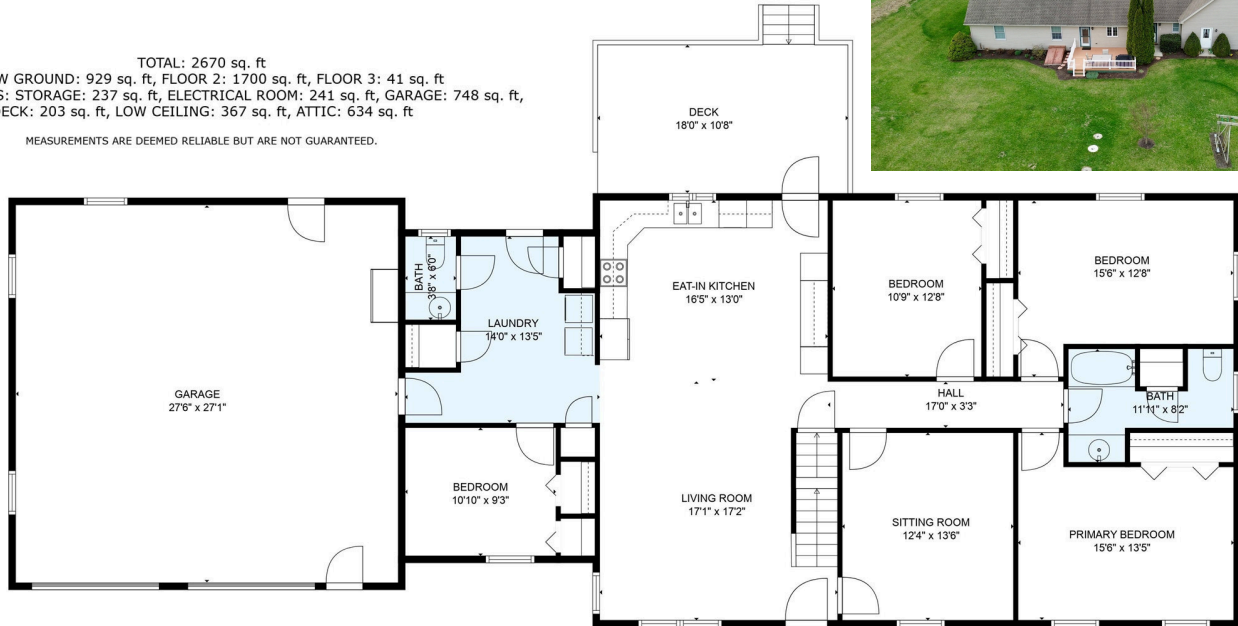 TOTAL: 2670 sq. ft
GROUND: 929 sq. ft, FLOOR 2: 1700 sq. ft, FLOOR 3: 41 sq. ft
STORAGE: 237 sq. ft, ELECTRICAL ROOM: 241 sq. ft, GARAGE: 748 sq. ft,
DECK: 203 sq. ft, LOW CEILING: 367 sq. ft, ATTIC: 634 sq. ft
MEASUREMENTS ARE DEEMED RELIABLE BUT ARE NOT GUARANTEED.
DECK
18'0" x 10'8"
BATH
3'8" x 6'0"
LAUNDRY
14'0" x 13'5"
EAT-IN KITCHEN
16'5" x 13'0"
BEDROOM
10'9" x 12'8"
BEDROOM
15'6" x 12'8"
GARAGE
27'6" x 27'1"
HALL
17'0" x 3'3"
BATH
11'11" x 8'2"
BEDROOM
10'10" x 9'3"
LIVING ROOM
17'1" x 17'2"
SITTING ROOM
12'4" x 13'6"
PRIMARY BEDROOM
15'6" x 13'5"